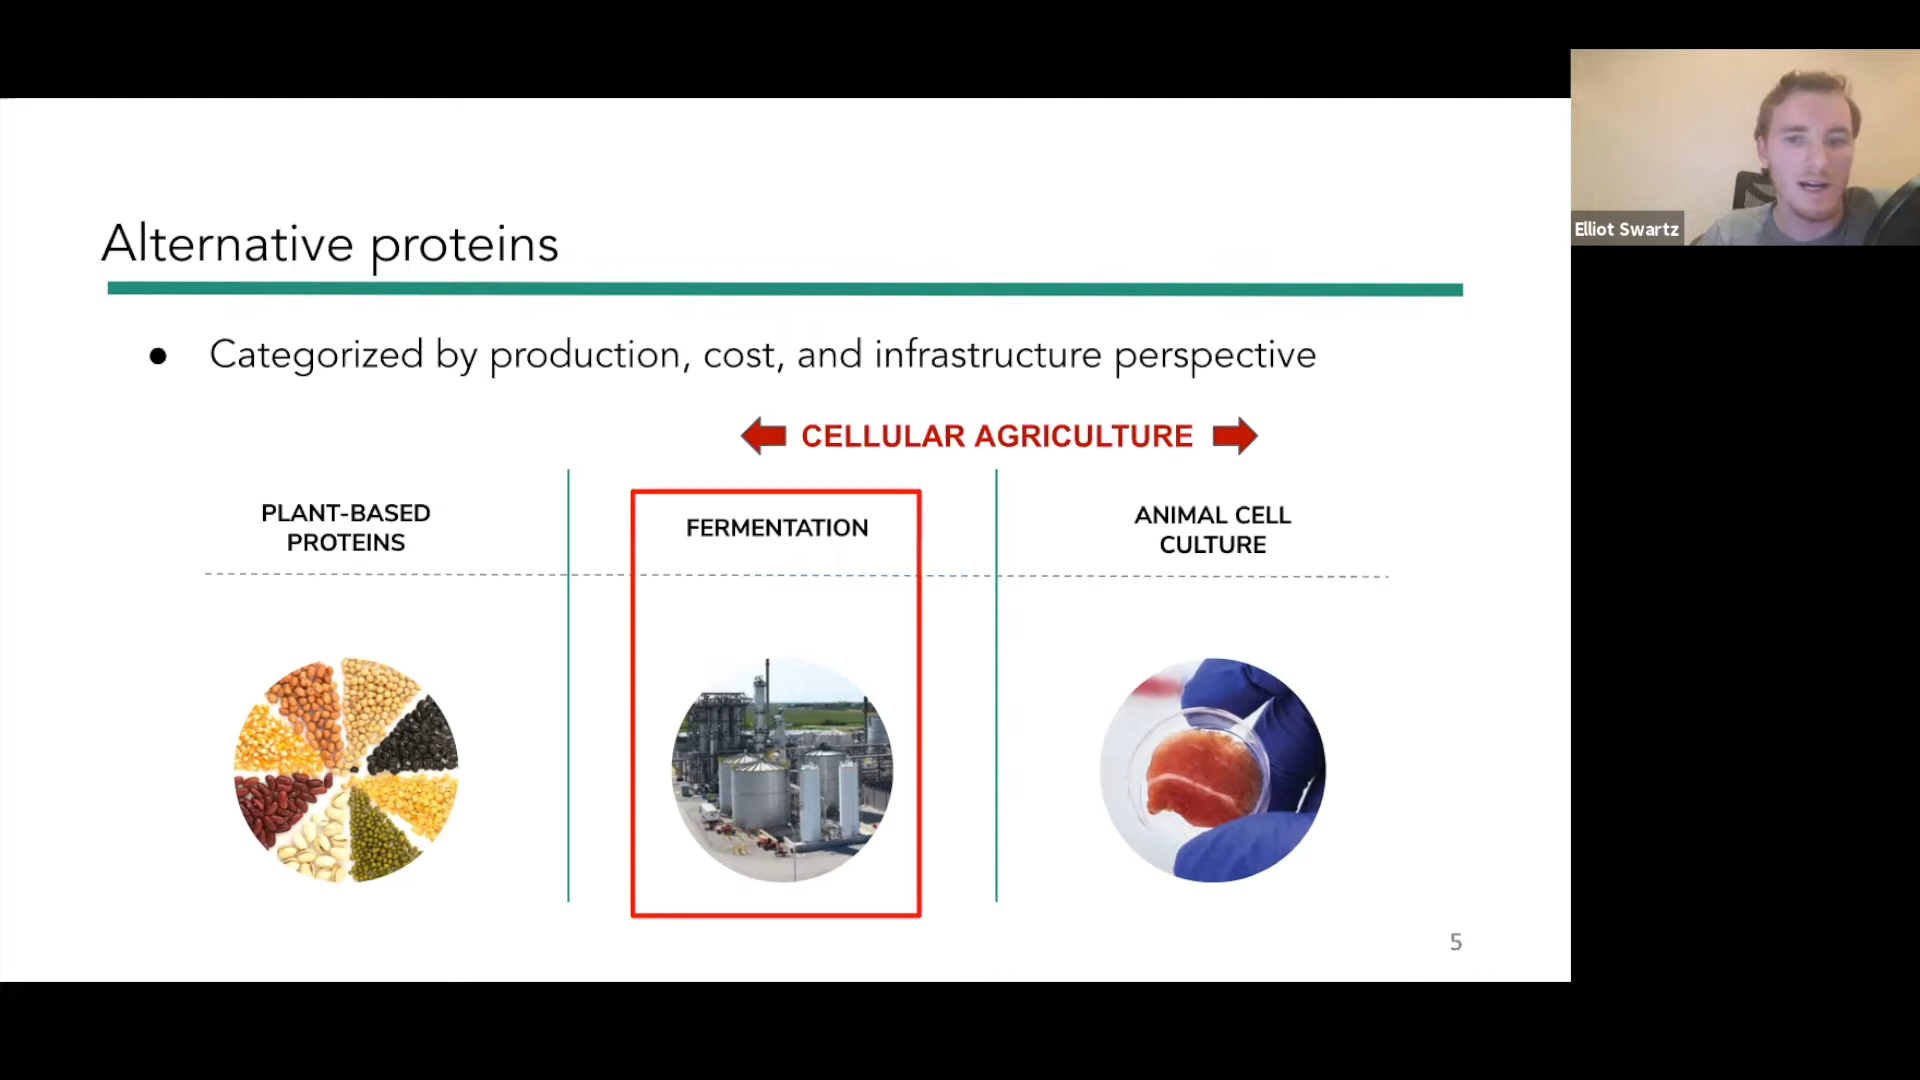 Alternative proteins
● Categorized by production, cost, and infrastructure perspective
CELLULAR AGRICULTURE
PLANT-BASED
PROTEINS
FERMENTATION
ANIMAL CELL
CULTURE
5
Elliot Swartz